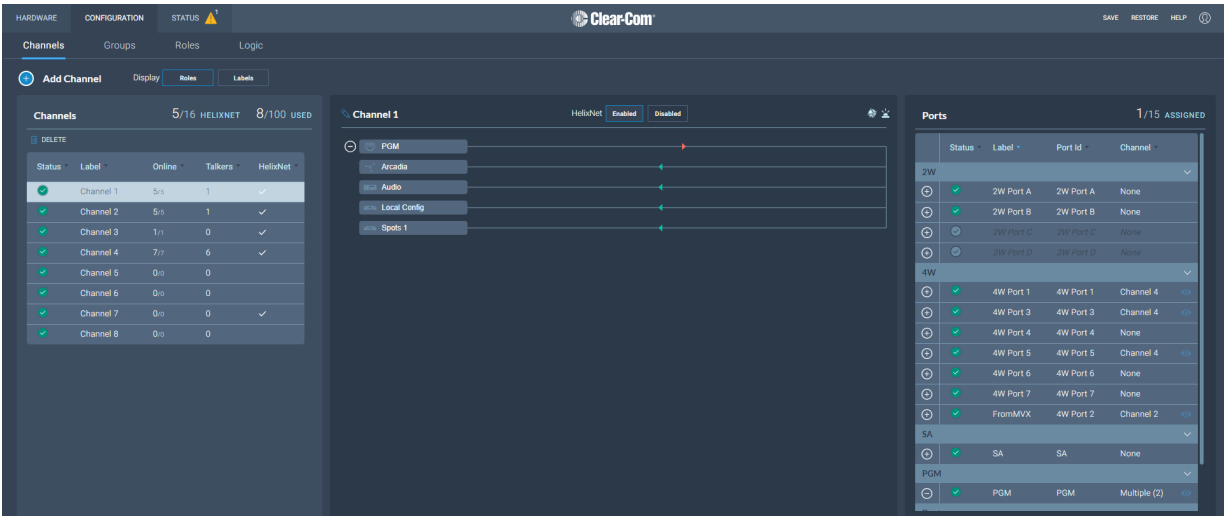 HARDWARE CONFIGURATION STATUS 1 Clear-Com® SAVE RESTORE HELP
Channels Groups Roles Logic
Add Channel Display Roles Labels
Channels 5/16 HELIXNET 8/100 USED
DELETE
Status Label Online Talkers HelixNet
Channel 1 5/5 1
Channel 2 5/5 1
Channel 3 1/1 0
Channel 4 7/7 6
Channel 5 0/0 0
Channel 6 0/0 0
Channel 7 0/0 0
Channel 8 0/0 0
Channel 1 HelixNet Enabled Disabled
PGM
Arcadia
Audio
Local Config
Spots 1
Ports 1/15 ASSIGNED
Status Label Port Id Channel
2W
2W Port A 2W Port A None
2W Port B 2W Port B None
2W Port C 2W Port C None
2W Port D 2W Port D None
4W
4W Port 1 4W Port 1 Channel 4
4W Port 3 4W Port 3 Channel 4
4W Port 4 4W Port 4 None
4W Port 5 4W Port 5 Channel 4
4W Port 6 4W Port 6 None
4W Port 7 4W Port 7 None
FromMVX 4W Port 2 Channel 2
SA
SA SA None
PGM
PGM PGM Multiple (2)